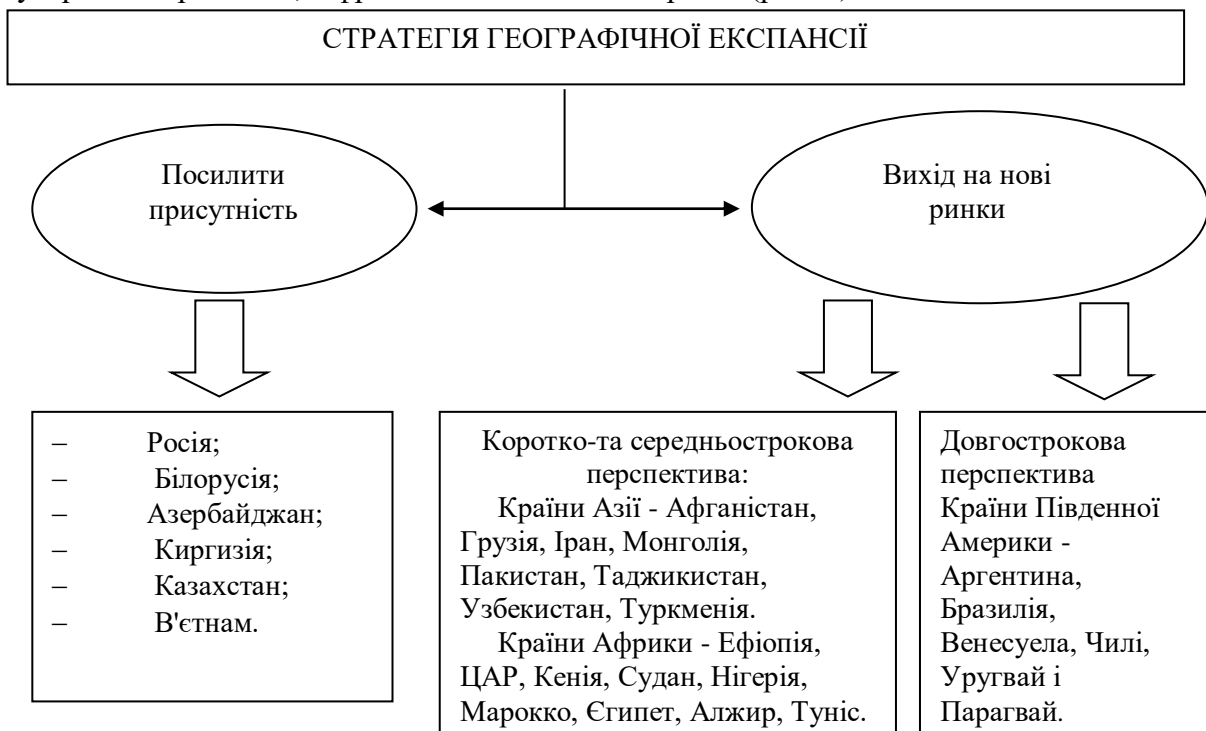 СТРАТЕГІЯ ГЕОГРАФІЧНОЇ ЕКСПАНСІЇ
Посилити
присутність
Вихід на нові
ринки
– Росія;
– Білорусія;
– Азербайджан;
– Киргизія;
– Казахстан;
– В'єтнам.
Коротко-та середньострокова
перспектива:
Країни Азії - Афганістан,
Грузія, Іран, Монголія,
Пакистан, Таджикистан,
Узбекистан, Туркменія.
Країни Африки - Ефіопія,
ЦАР, Кенія, Судан, Нігерія,
Марокко, Єгипет, Алжир, Туніс.
Довгострокова
перспектива
Країни Південної
Америки -
Аргентина,
Бразилія,
Венесуела, Чилі,
Уругвай і
Парагвай.